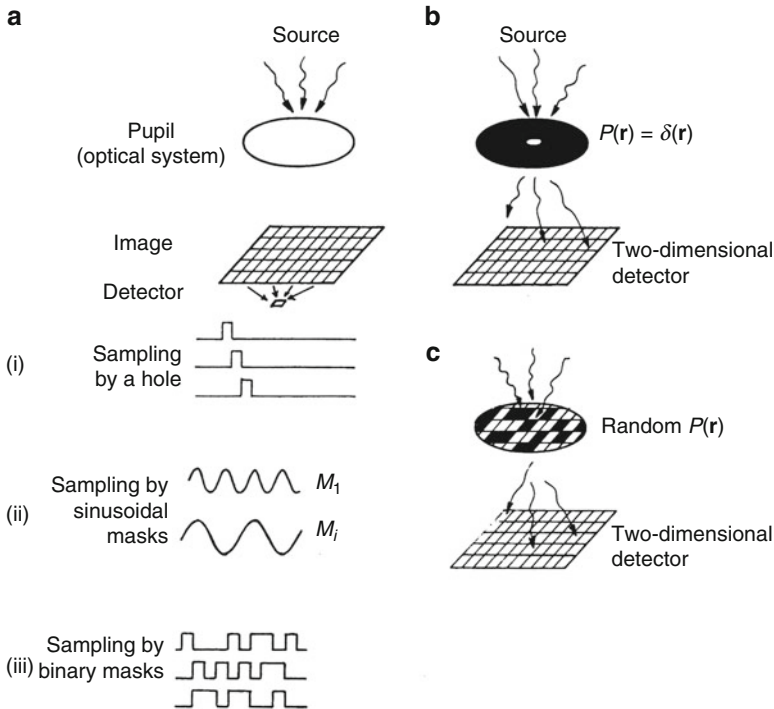 a
Source
Pupil
(optical system)
Image
Detector
(i)
Sampling
by a hole
(ii)
Sampling by
sinusoidal
masks
M₁
Mᵢ
(iii)
Sampling by
binary masks
b
Source
P(r) = δ(r)
Two-dimensional
detector
c
Random P(r)
Two-dimensional
detector